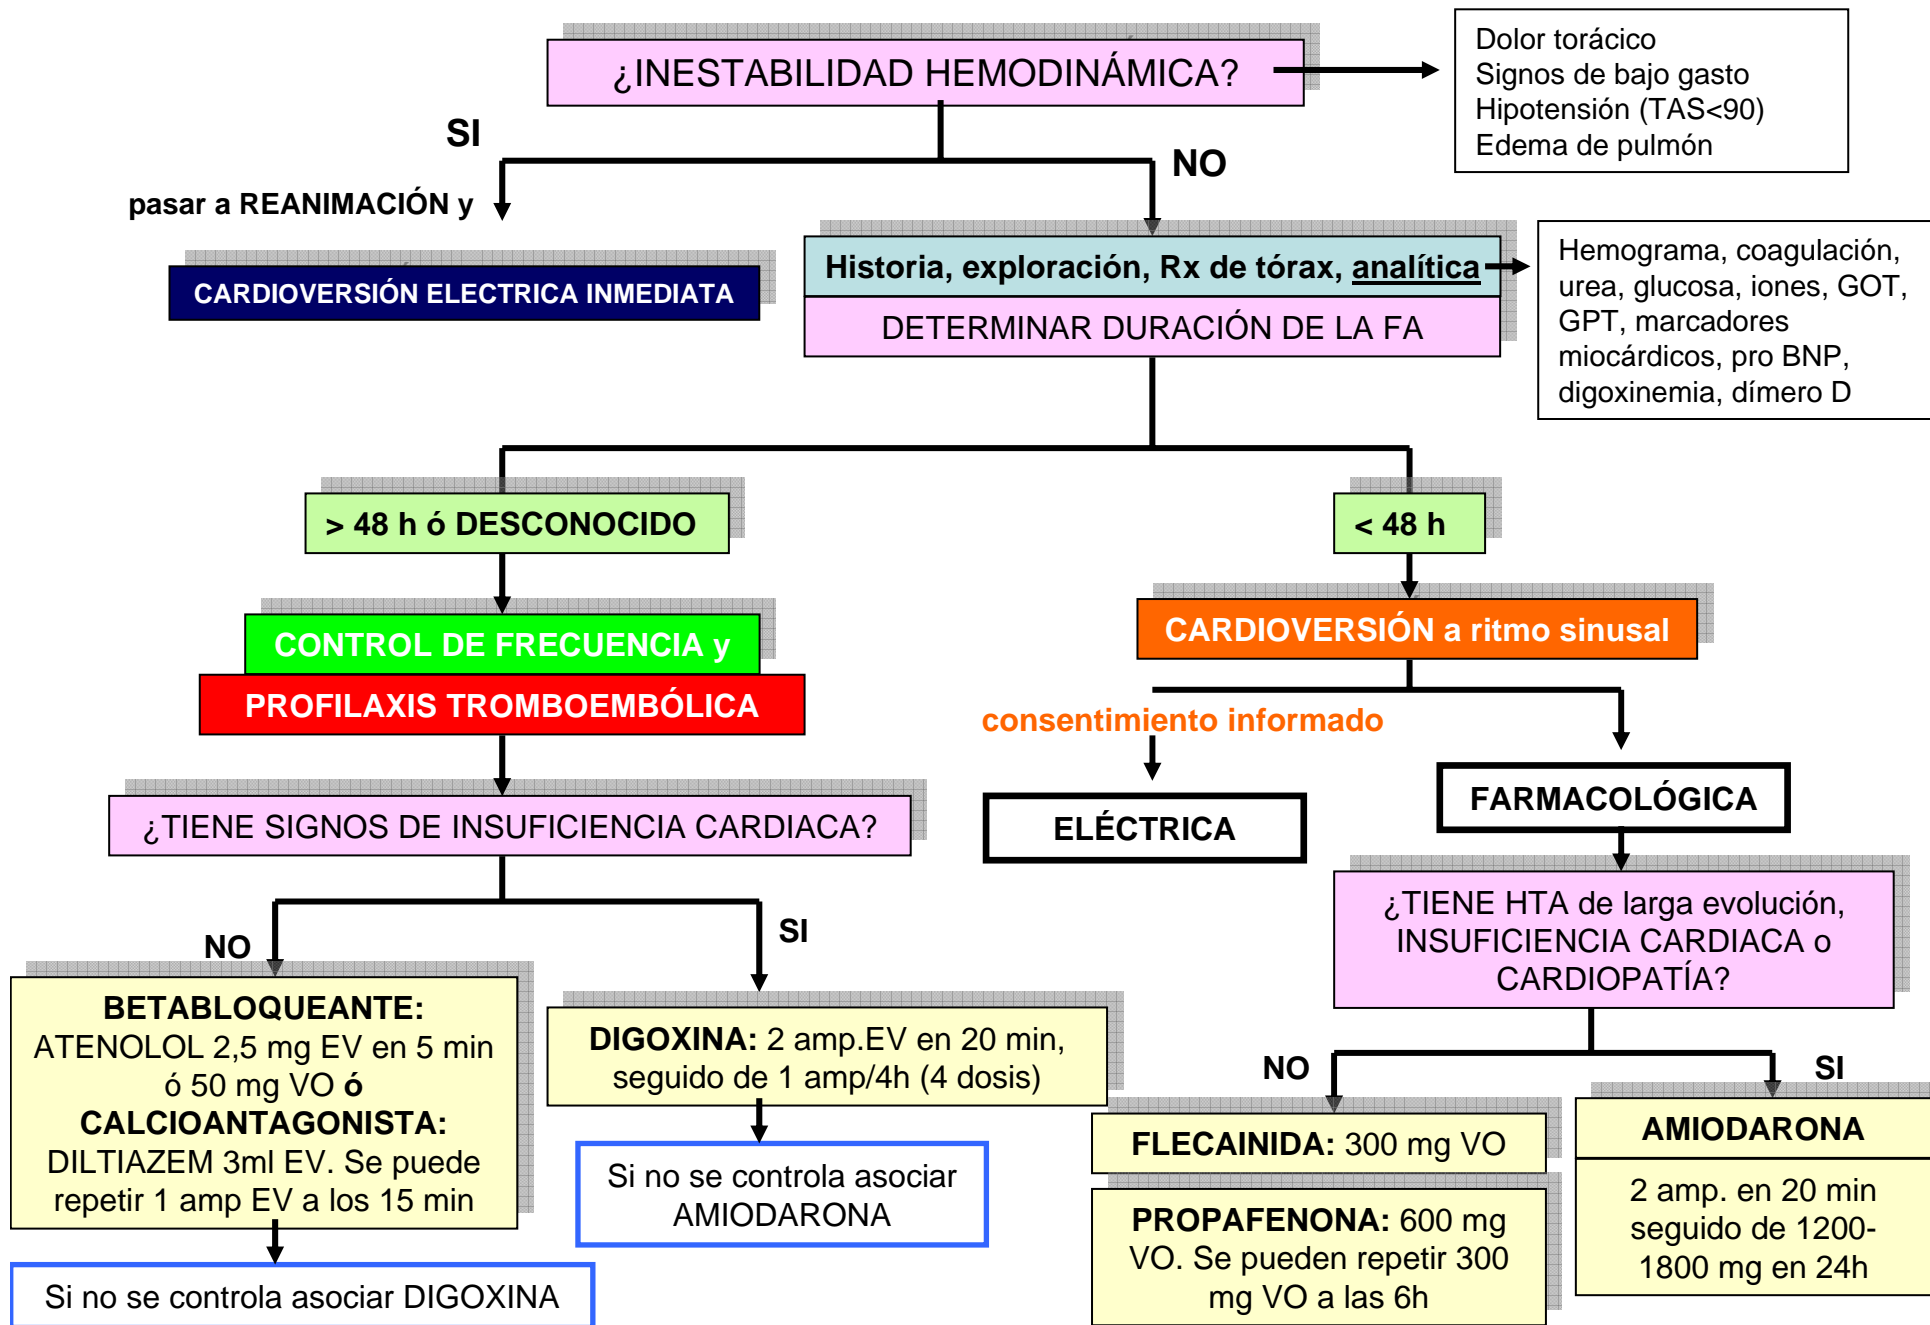 ¿INESTABILIDAD HEMODINÁMICA?
Dolor torácico
Signos de bajo gasto
Hipotensión (TAS<90)
Edema de pulmón
SI
NO
pasar a REANIMACIÓN y
CARDIOVERSIÓN ELECTRICA INMEDIATA
Historia, exploración, Rx de tórax, analítica
DETERMINAR DURACIÓN DE LA FA
Hemograma, coagulación,
urea, glucosa, iones, GOT,
GPT, marcadores
miocárdicos, pro BNP,
digoxinemia, dímero D
> 48 h ó DESCONOCIDO
< 48 h
CONTROL DE FRECUENCIA y
PROFILAXIS TROMBOEMBÓLICA
CARDIOVERSIÓN a ritmo sinusal
consentimiento informado
ELÉCTRICA
FARMACOLÓGICA
¿TIENE SIGNOS DE INSUFICIENCIA CARDIACA?
¿TIENE HTA de larga evolución,
INSUFICIENCIA CARDIACA o
CARDIOPATÍA?
NO
SI
BETABLOQUEANTE:
ATENOLOL 2,5 mg EV en 5 min
ó 50 mg VO ó
CALCIOANTAGONISTA:
DILTIAZEM 3ml EV. Se puede
repetir 1 amp EV a los 15 min
Si no se controla asociar DIGOXINA
DIGOXINA: 2 amp.EV en 20 min,
seguido de 1 amp/4h (4 dosis)
Si no se controla asociar
AMIODARONA
NO
SI
FLECAINIDA: 300 mg VO
PROPAFENONA: 600 mg
VO. Se pueden repetir 300
mg VO a las 6h
AMIODARONA
2 amp. en 20 min
seguido de 1200-
1800 mg en 24h